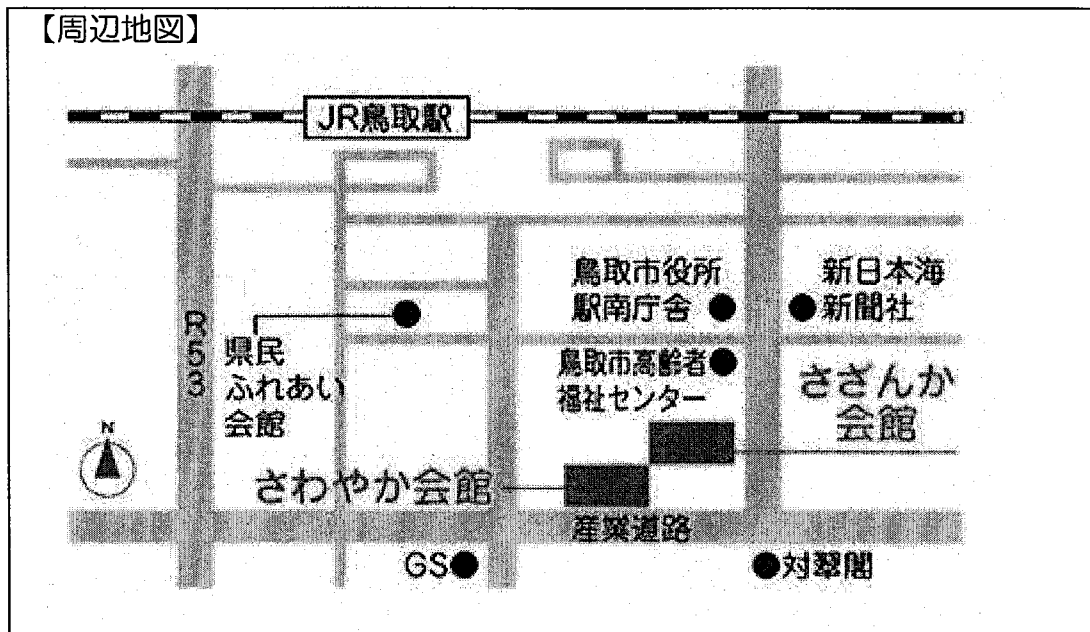 【周辺地図】
JR鳥取駅
鳥取市役所
駅南庁舎
新日本海
新聞社
R53
県民
ふれあい
会館
鳥取市高齢者
福祉センター
さざんか
会館
N
さわやか会館
産業道路
GS
対翠閣